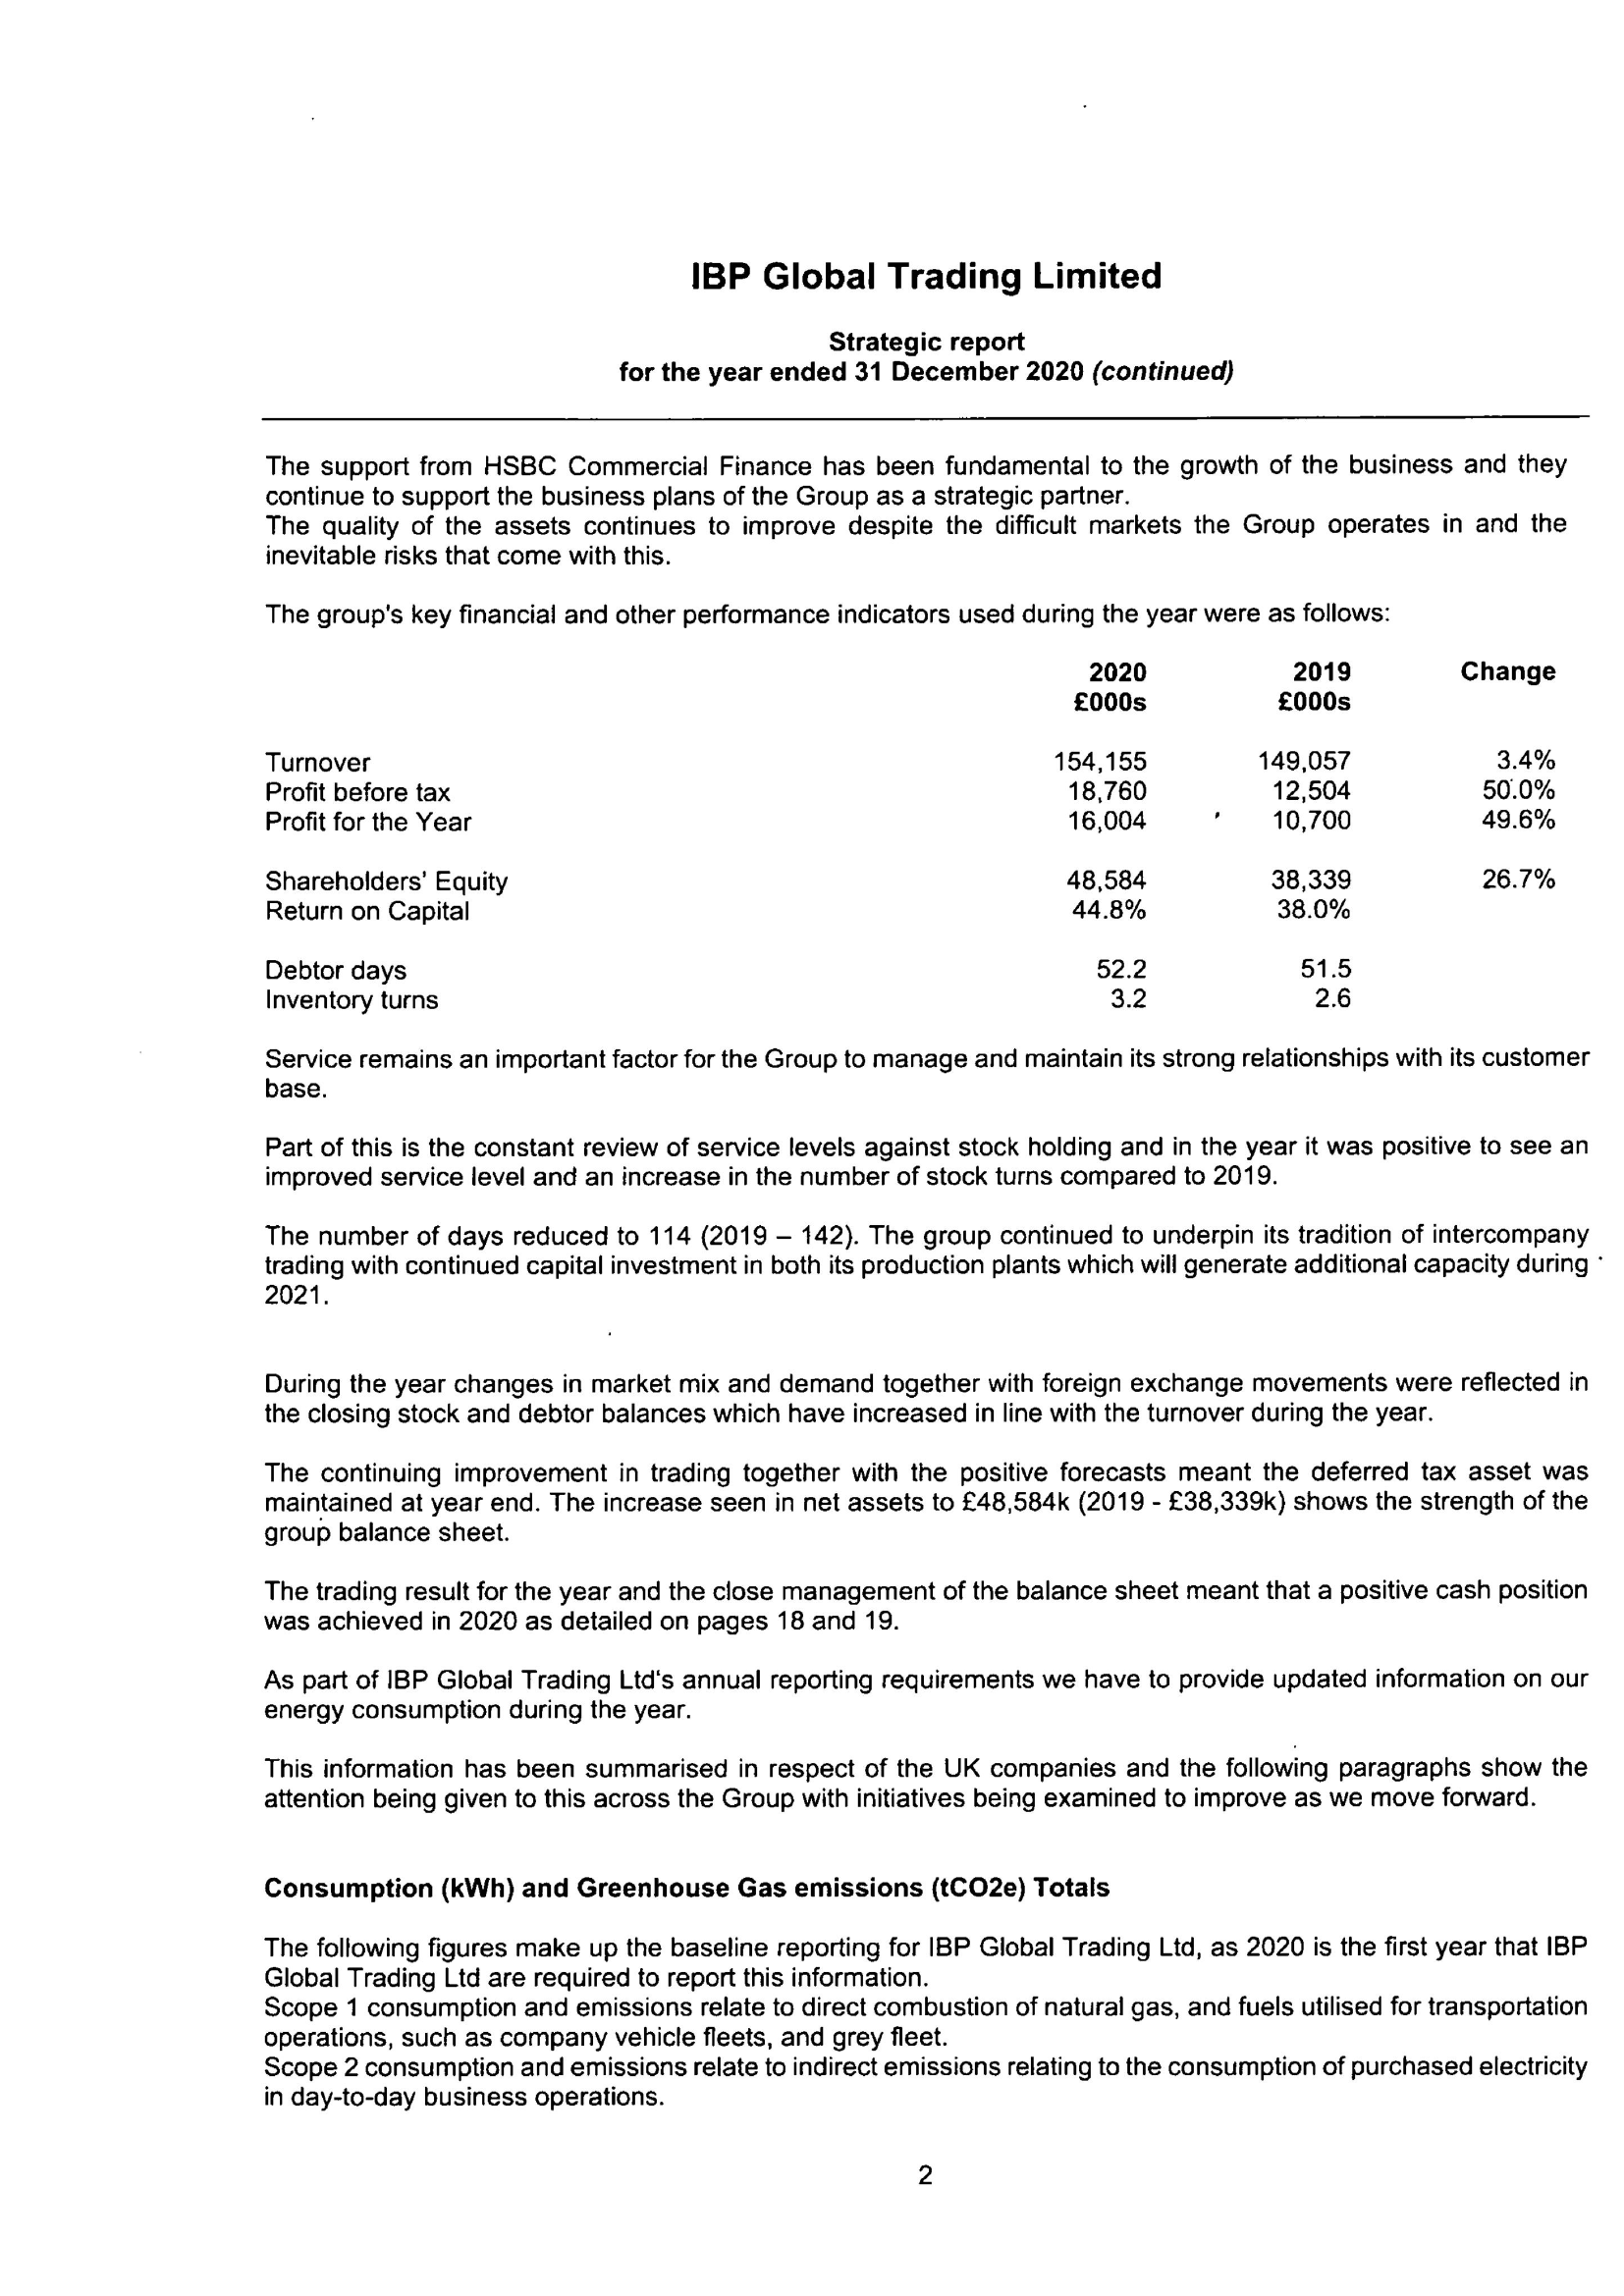 IBP Global Trading Limited
Strategic report
for the year ended 31 December 2020 (continued)
The support from HSBC Commercial Finance has been fundamental to the growth of the business and they
continue to support the business plans of the Group as a strategic partner.
The quality of the assets continues to improve despite the difficult markets the Group operates in and the
inevitable risks that come with this.
The group's key financial and other performance indicators used during the year were as follows:
2020 2019 Change
£000s £000s
Turnover 154,155 149,057 3.4%
Profit before tax 18,760 12,504 50.0%
Profit for the Year 16,004 10,700 49.6%
Shareholders' Equity 48,584 38,339 26.7%
Return on Capital 44.8% 38.0%
Debtor days 52.2 51.5
Inventory turns 3.2 2.6
Service remains an important factor for the Group to manage and maintain its strong relationships with its customer
base.
Part of this is the constant review of service levels against stock holding and in the year it was positive to see an
improved service level and an increase in the number of stock turns compared to 2019.
The number of days reduced to 114 (2019 – 142). The group continued to underpin its tradition of intercompany
trading with continued capital investment in both its production plants which will generate additional capacity during
2021.
During the year changes in market mix and demand together with foreign exchange movements were reflected in
the closing stock and debtor balances which have increased in line with the turnover during the year.
The continuing improvement in trading together with the positive forecasts meant the deferred tax asset was
maintained at year end. The increase seen in net assets to £48,584k (2019 - £38,339k) shows the strength of the
group balance sheet.
The trading result for the year and the close management of the balance sheet meant that a positive cash position
was achieved in 2020 as detailed on pages 18 and 19.
As part of IBP Global Trading Ltd's annual reporting requirements we have to provide updated information on our
energy consumption during the year.
This information has been summarised in respect of the UK companies and the following paragraphs show the
attention being given to this across the Group with initiatives being examined to improve as we move forward.
Consumption (kWh) and Greenhouse Gas emissions (tCO2e) Totals
The following figures make up the baseline reporting for IBP Global Trading Ltd, as 2020 is the first year that IBP
Global Trading Ltd are required to report this information.
Scope 1 consumption and emissions relate to direct combustion of natural gas, and fuels utilised for transportation
operations, such as company vehicle fleets, and grey fleet.
Scope 2 consumption and emissions relate to indirect emissions relating to the consumption of purchased electricity
in day-to-day business operations.
2